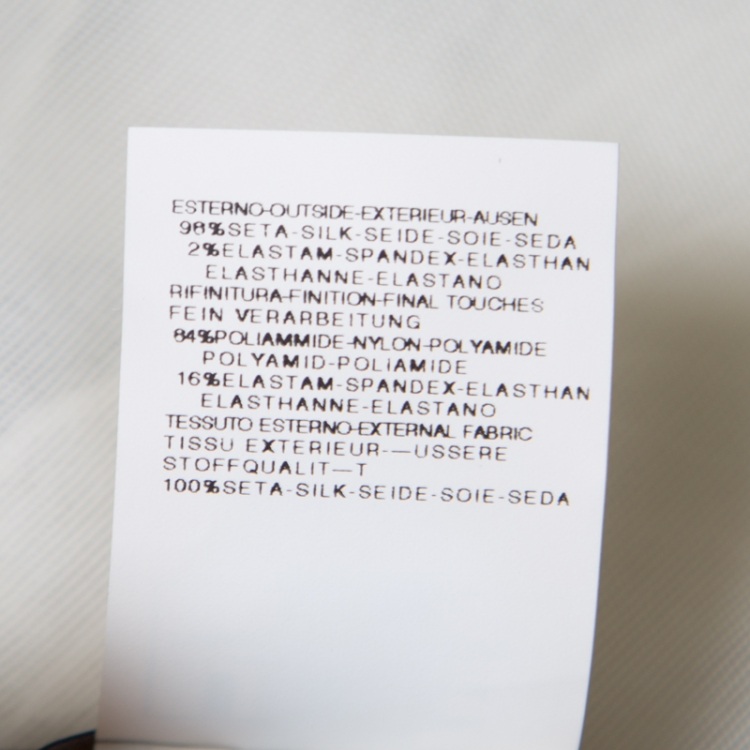 ESTERNO-OUTSIDE-EXTERIEUR-AUSEN
98%SETA-SILK-SEIDE-SOIE-SEDA
2%ELASTAM-SPANDEX-ELASTHAN
ELASTHANNE-ELASTANO
RIFINITURA-FINITION-FINAL TOUCHES
FEIN VERARBEITUNG
84%POLIAMMIDE-NYLON-POLYAMIDE
POLYAMID-POLIAMIDE
16%ELASTAM-SPANDEX-ELASTHAN
ELASTHANNE-ELASTANO
TESSUTO ESTERNO-EXTERNAL FABRIC
TISSU EXTERIEUR-—USSERE
STOFFQUALIT—T
100%SETA-SILK-SEIDE-SOIE-SEDA